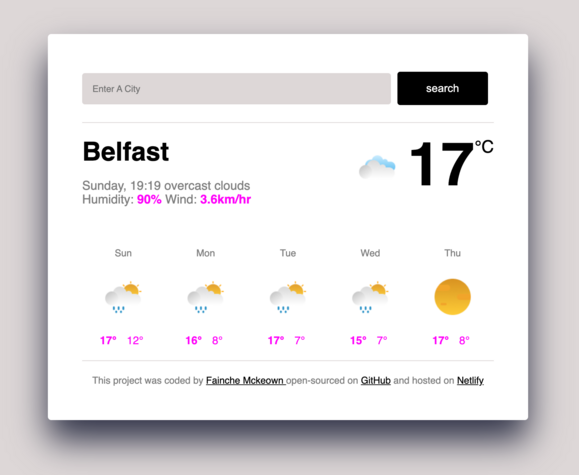 Enter A City
search
Belfast
17°C
Sunday, 19:19 overcast clouds
Humidity: 90% Wind: 3.6km/hr
Sun Mon Tue Wed Thu
17° 12° 16° 8° 17° 7° 15° 7° 17° 8°
This project was coded by Fainche Mckeown open-sourced on GitHub and hosted on Netlify